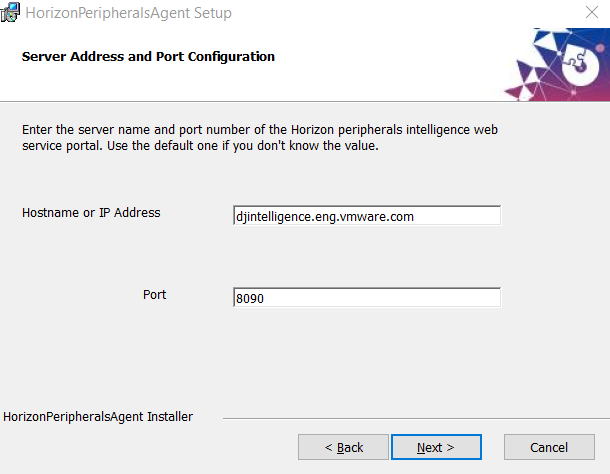 HorizonPeripheralsAgent Setup
Server Address and Port Configuration
Enter the server name and port number of the Horizon peripherals intelligence web
service portal. Use the default one if you don't know the value.
Hostname or IP Address
djintelligence.eng.vmware.com
Port
8090
HorizonPeripheralsAgent Installer
< Back
Next >
Cancel